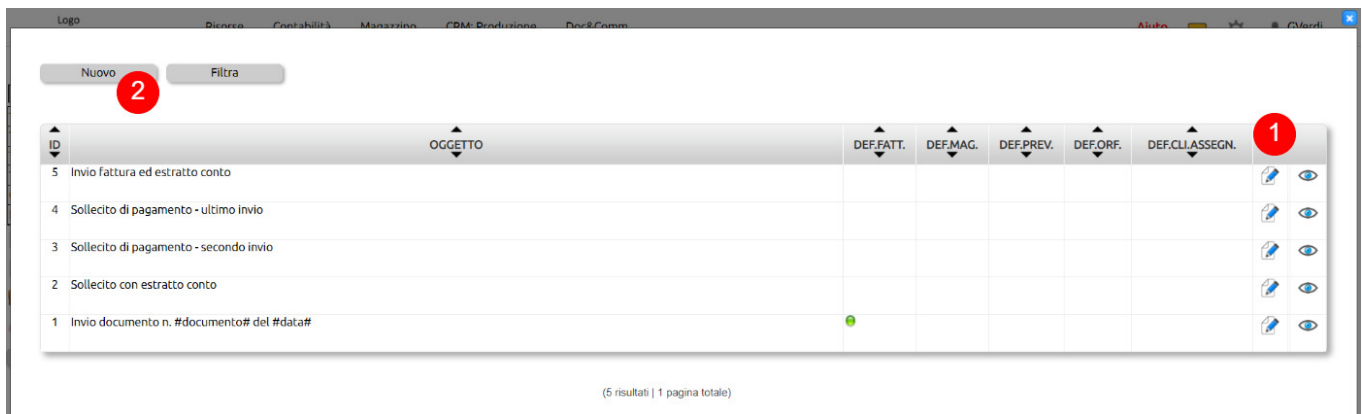 Logo
Risorse Contabilità Magazzino CRM; Produzione Doc&Comm Aiuto GVerdi
Nuovo Filtra
2
1
ID OGGETTO DEF.FATT. DEF.MAG. DEF.PREV. DEF.ORF. DEF.CLI.ASSEGN.
5 Invio fattura ed estratto conto
4 Sollecito di pagamento - ultimo invio
3 Sollecito di pagamento - secondo invio
2 Sollecito con estratto conto
1 Invio documento n. #documento# del #data#
(5 risultati | 1 pagina totale)